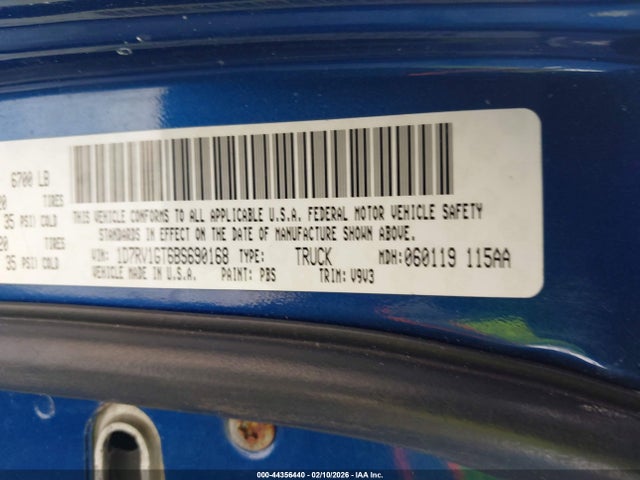 6700 LB
20 TIRES
35 PSI COLD
20 TIRES
35 PSI COLD
THIS VEHICLE CONFORMS TO ALL APPLICABLE U.S.A. FEDERAL MOTOR VEHICLE SAFETY
STANDARDS IN EFFECT ON THE DATE OF MANUFACTURE SHOWN ABOVE.
VIN: 1D7RV1GT6BS690168 TYPE: TRUCK MDH: 060119 115AA
VEHICLE MADE IN: PAINT: PBS TRIM: V9V3
000-44356440 - 02/10/2026 - IAA Inc.